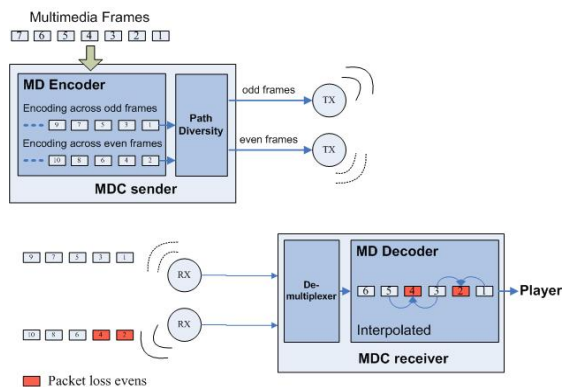 Multimedia Frames
7 6 5 4 3 2 1
MD Encoder
Encoding across odd frames
9 7 5 3 1
Encoding across even frames
10 8 6 4 2
Path Diversity
MDC sender
odd frames
TX
even frames
TX
9 7 5 3 1
RX
10 8 6 4 2
RX
De-multiplexer
MD Decoder
6 5 4 3 2 1
Interpolated
MDC receiver
Player
Packet loss evens